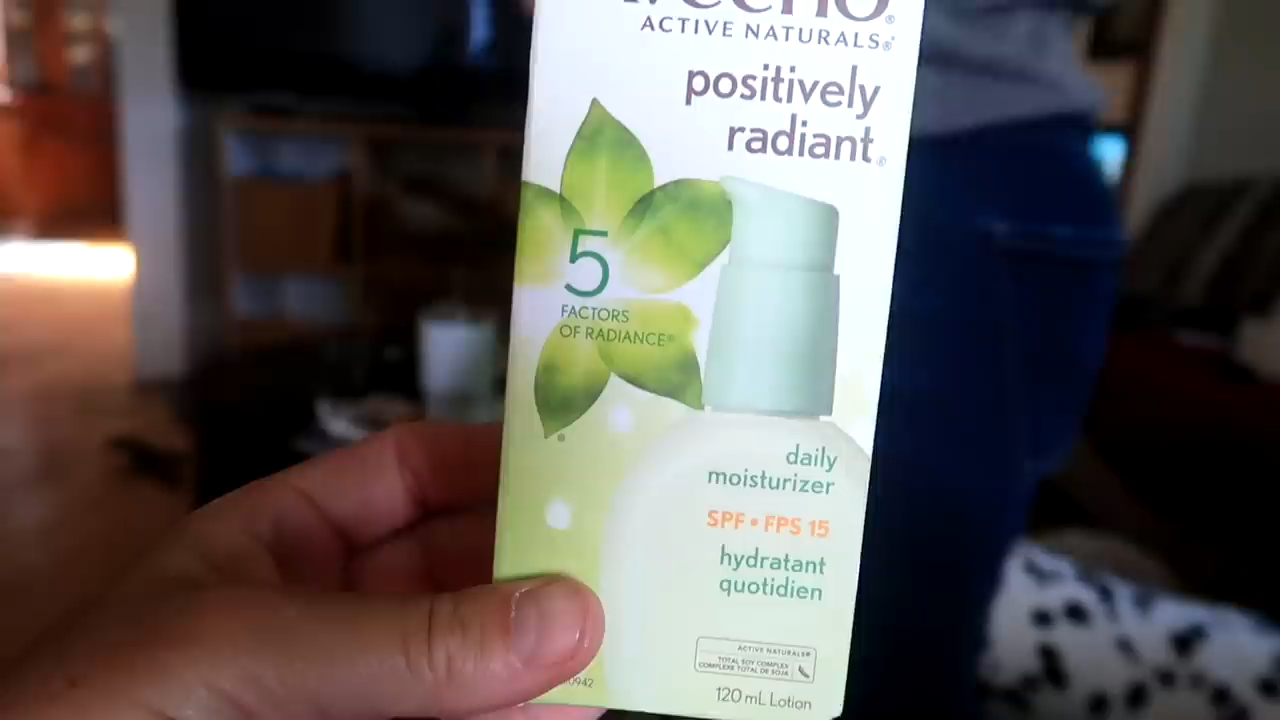 ACTIVE NATURALS®
positively
radiant®
5
FACTORS
OF RADIANCE®
daily
moisturizer
SPF • FPS 15
hydratant
quotidien
ACTIVE NATURALS®
TOTAL SOY COMPLEX
COMPLEXE TOTAL DE SOJA
120 mL Lotion